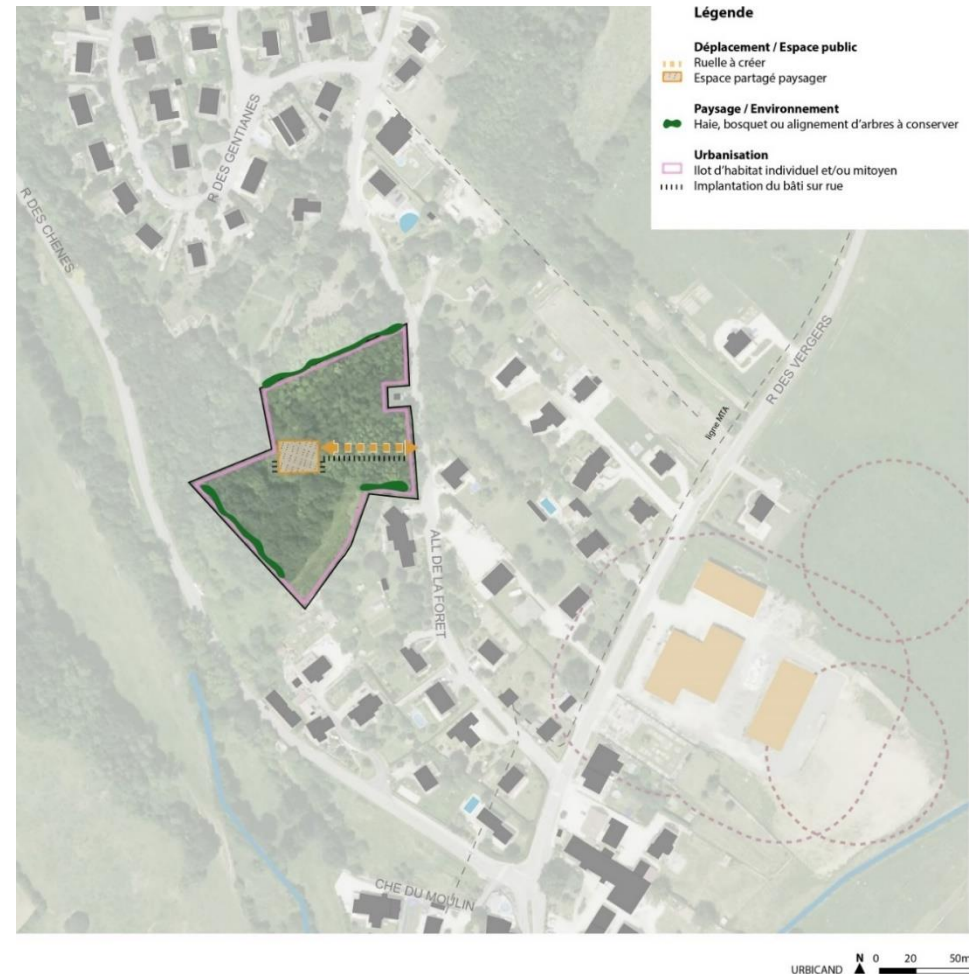 Légende
Déplacement / Espace public
Ruelle à créer
Espace partagé paysager
Paysage / Environnement
Haie, bosquet ou alignement d'arbres à conserver
Urbanisation
Ilot d'habitat individuel et/ou mitoyen
Implantation du bâti sur rue
R DES GENTIANES
R DES CHENES
R DES VERGERS
ligne MTA
ALL DE LA FORET
CHE DU MOULIN
URBICAND
N 0 20 50m